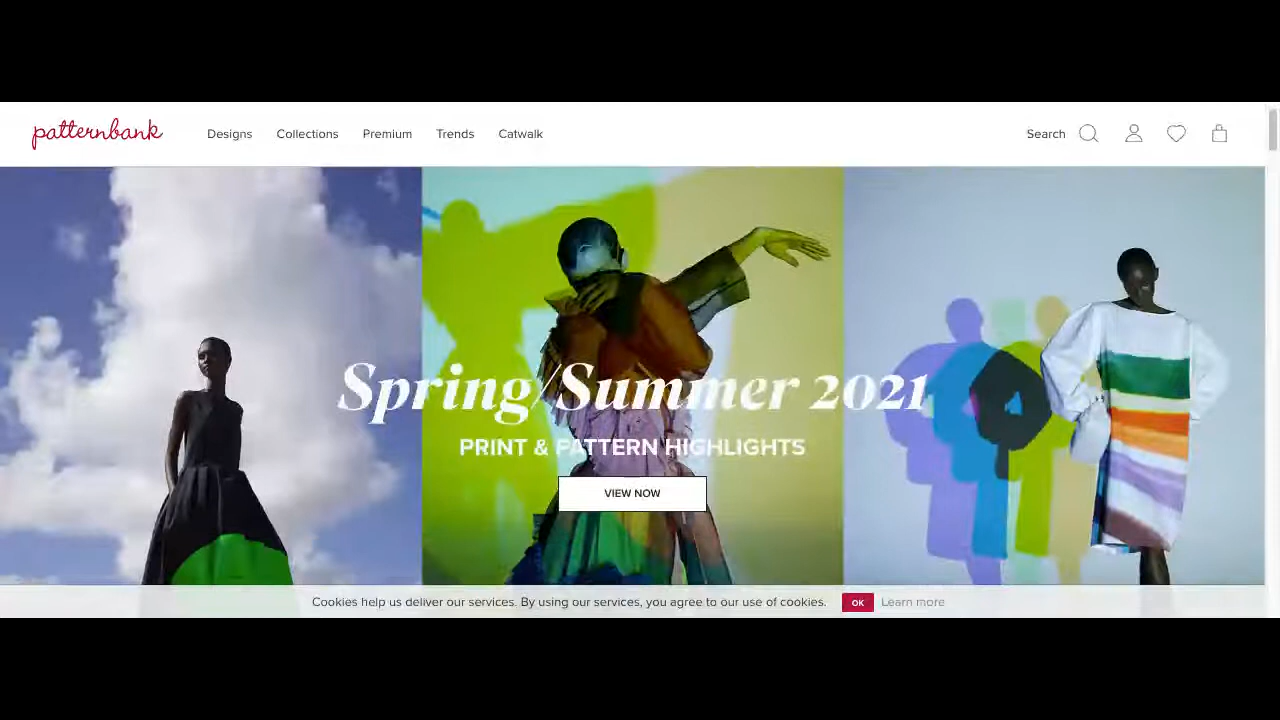 patternbank Designs Collections Premium Trends Catwalk Search
Spring/Summer 2021
PRINT & PATTERN HIGHLIGHTS
VIEW NOW
Cookies help us deliver our services. By using our services, you agree to our use of cookies. OK Learn more